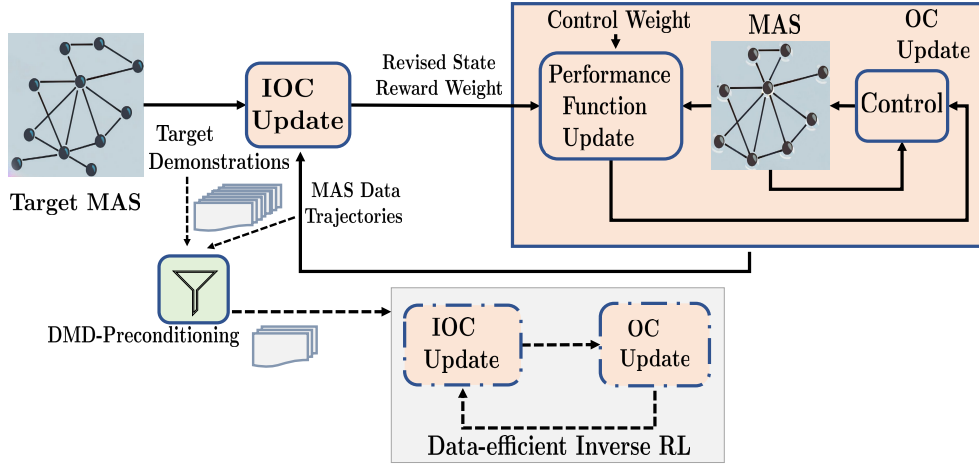 Target MAS
IOC
Update
Target
Demonstrations
Revised State
Reward Weight
MAS Data
Trajectories
Control Weight
Performance
Function
Update
MAS
OC
Update
Control
DMD-Preconditioning
IOC
Update
OC
Update
Data-efficient Inverse RL